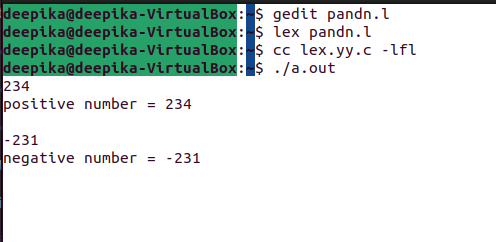 deepika@deepika-VirtualBox:~$ gedit pandn.l
deepika@deepika-VirtualBox:~$ lex pandn.l
deepika@deepika-VirtualBox:~$ cc lex.yy.c -lfl
deepika@deepika-VirtualBox:~$ ./a.out
234
positive number = 234
-231
negative number = -231